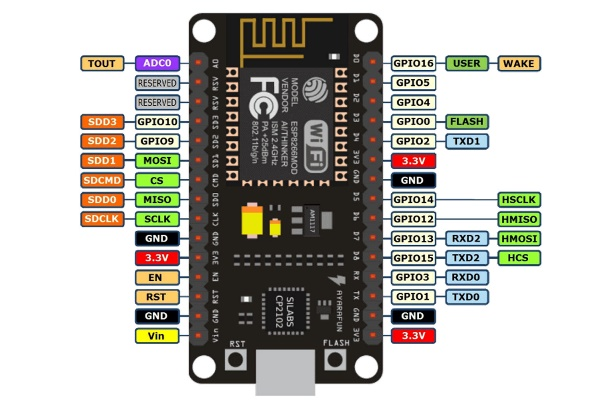 TOUT ADC0 A0 D0 GPIO16 USER WAKE
RESERVED RSV D1 GPIO5
RESERVED RSV D2 GPIO4
SDD3 GPIO10 SD3 D3 GPIO0 FLASH
SDD2 GPIO9 SD2 D4 GPIO2 TXD1
SDD1 MOSI SD1 3V3 3.3V
SDCMD CS CMD GND GND
SDD0 MISO SDO D5 GPIO14 HSCLK
SDCLK SCLK CLK D6 GPIO12 HMISO
GND GND D7 GPIO13 RXD2 HMOSI
3.3V 3V3 D8 GPIO15 TXD2 HCS
EN EN RX GPIO3 RXD0
RST RST TX GPIO1 TXD0
GND GND GND GND
Vin Vin 3V3 3.3V
MODEL ESP8266MOD
VENDOR AI/THINKER
ISM 2.4GHz
PA +25dBm
802.11b/g/n
FC
Wi Fi
AM1117
SILABS
CP2102
AYARAFUN
RST
FLASH